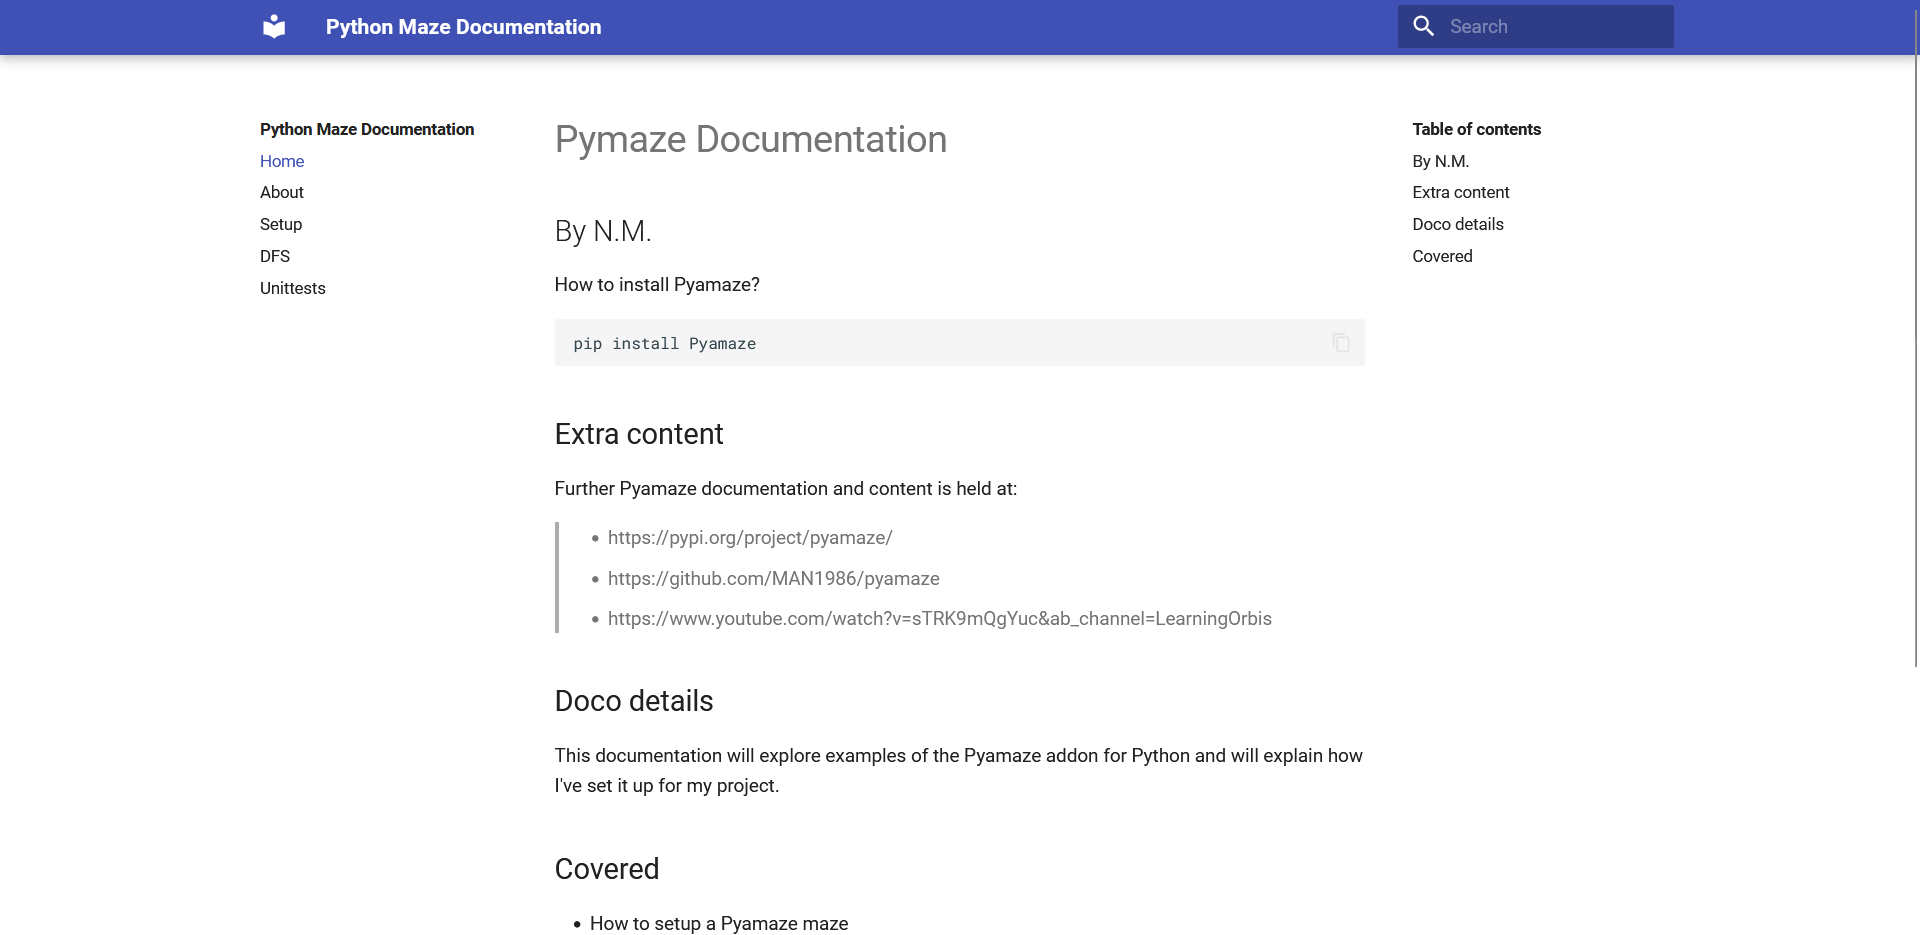 Python Maze Documentation
Search
Python Maze Documentation
Home
About
Setup
DFS
Unittests
Pymaze Documentation
By N.M.
How to install Pyamaze?
pip install Pyamaze
Extra content
Further Pyamaze documentation and content is held at:
• https://pypi.org/project/pyamaze/
• https://github.com/MAN1986/pyamaze
• https://www.youtube.com/watch?v=sTRK9mQgYuc&ab_channel=LearningOrbis
Doco details
This documentation will explore examples of the Pyamaze addon for Python and will explain how
I've set it up for my project.
Covered
• How to setup a Pyamaze maze
Table of contents
By N.M.
Extra content
Doco details
Covered